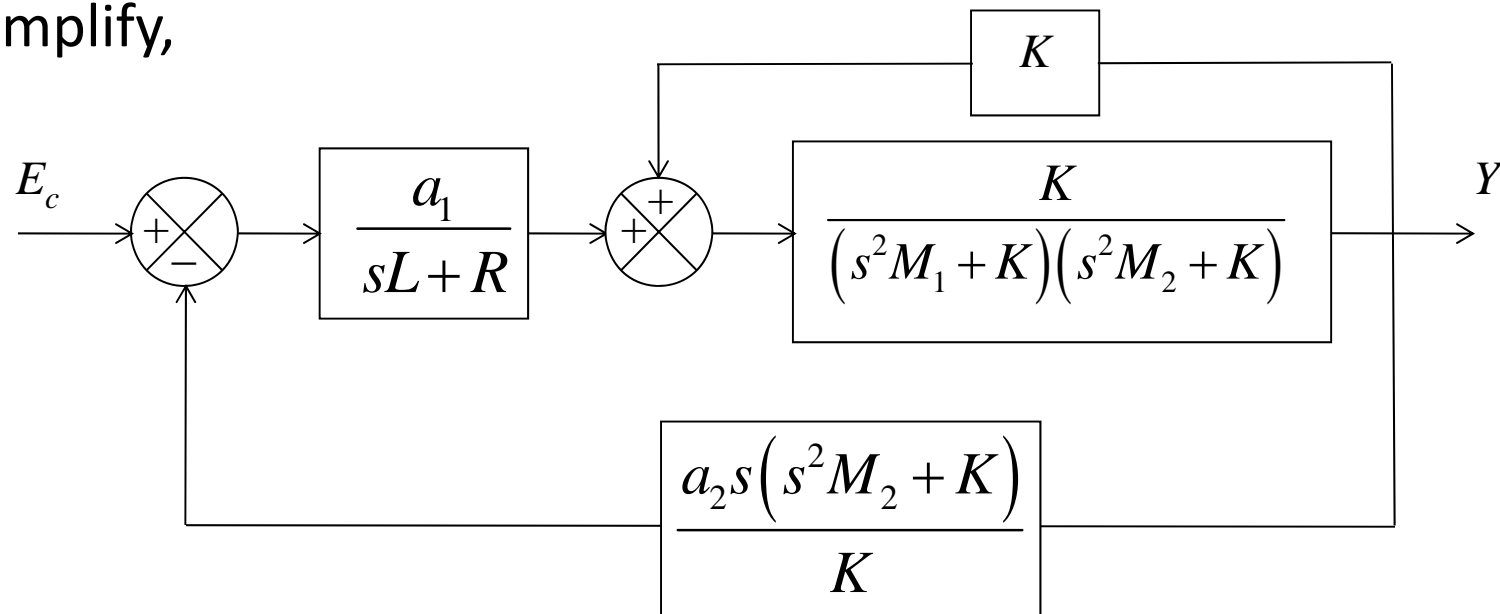 mplify,
K
E_c
+
−
a_1
sL + R
+
+
K
(s^2M_1 + K)(s^2M_2 + K)
Y
a_2s(s^2M_2 + K)
K